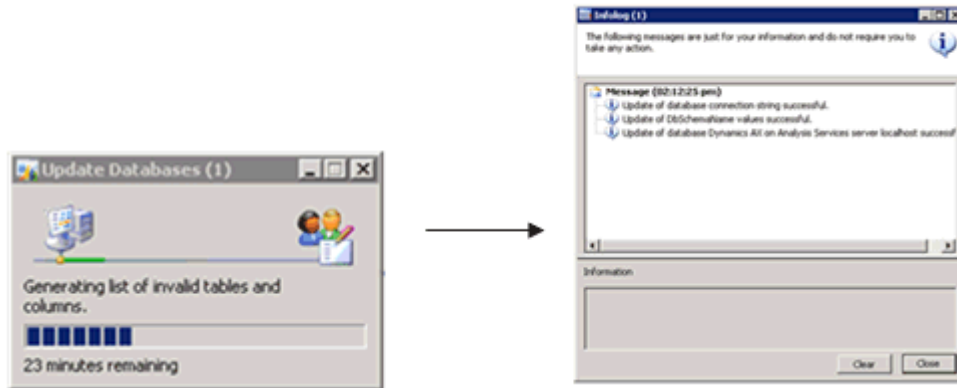 Update Databases (1)
Generating list of invalid tables and
columns.
23 minutes remaining
Infolog (1)
The following messages are just for your information and do not require you to
take any action.
Message (02:12:25 pm)
Update of database connection string successful.
Update of DbSchemaName values successful.
Update of database Dynamics AX on Analysis Services server localhost successf
Information
Clear
Close